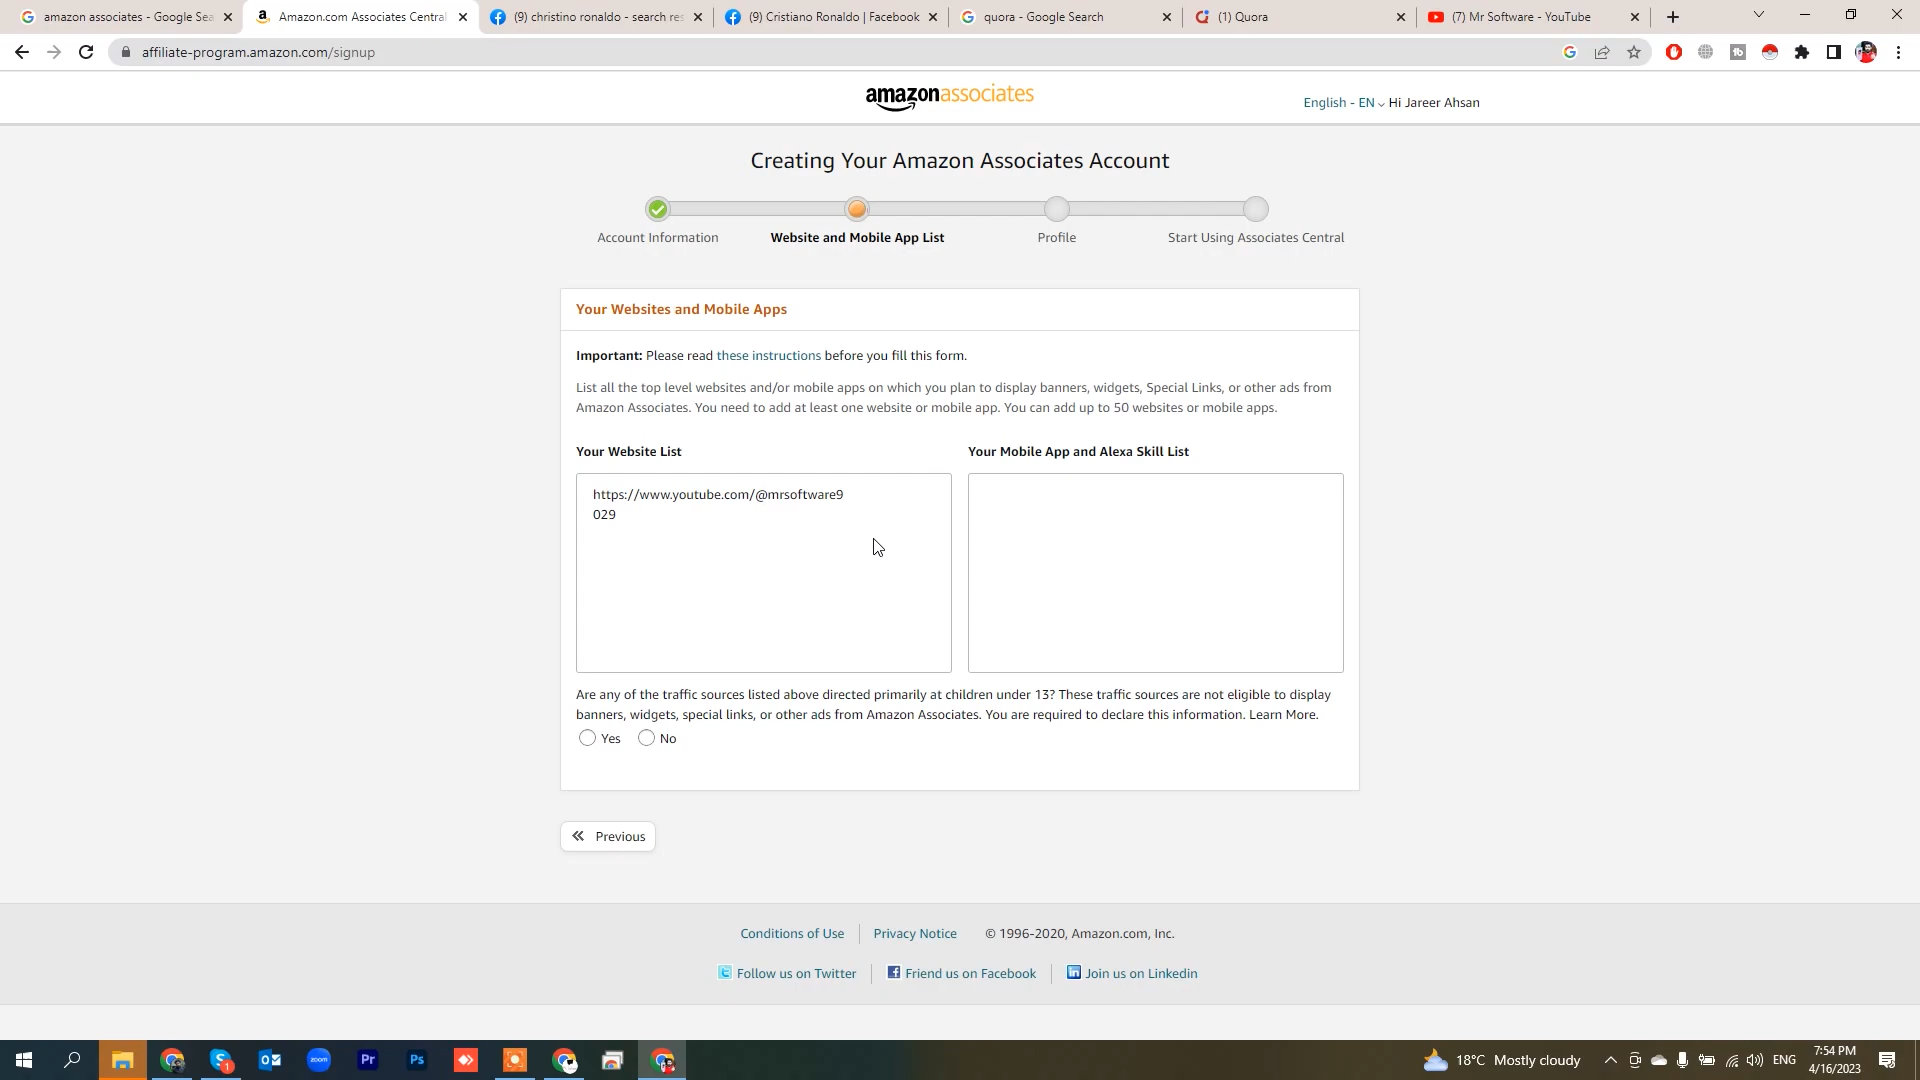 amazon associates - Google Sea
Amazon.com Associates Central
(9) christino ronaldo - search res
(9) Cristiano Ronaldo | Facebook
quora - Google Search
(1) Quora
(7) Mr Software - YouTube
affiliate-program.amazon.com/signup
amazonassociates
English - EN
Hi Jareer Ahsan
Creating Your Amazon Associates Account
Account Information
Website and Mobile App List
Profile
Start Using Associates Central
Your Websites and Mobile Apps
Important: Please read these instructions before you fill this form.
List all the top level websites and/or mobile apps on which you plan to display banners, widgets, Special Links, or other ads from
Amazon Associates. You need to add at least one website or mobile app. You can add up to 50 websites or mobile apps.
Your Website List
Your Mobile App and Alexa Skill List
https://www.youtube.com/@mrsoftware9
029
Are any of the traffic sources listed above directed primarily at children under 13? These traffic sources are not eligible to display
banners, widgets, special links, or other ads from Amazon Associates. You are required to declare this information. Learn More.
Yes
No
Previous
Conditions of Use
Privacy Notice
© 1996-2020, Amazon.com, Inc.
Follow us on Twitter
Friend us on Facebook
Join us on Linkedin
zoom
Pr
Ps
18°C Mostly cloudy
ENG
7:54 PM
4/16/2023